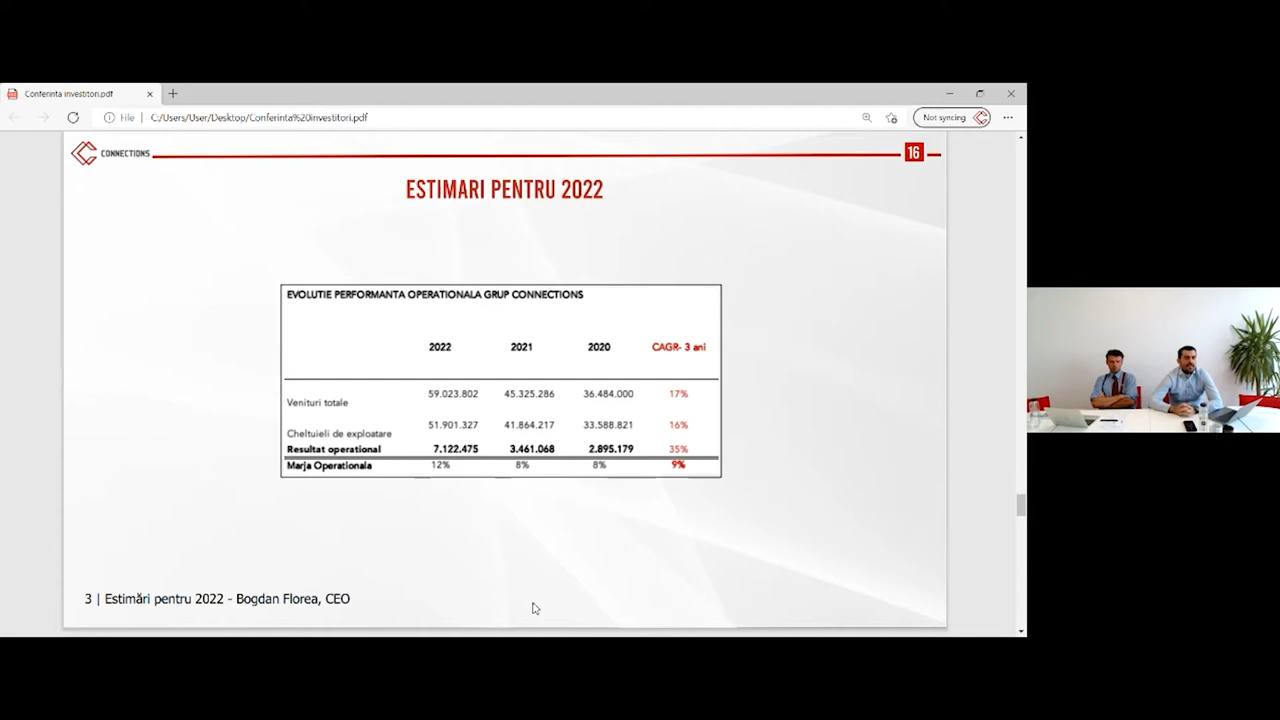 Conferinta investitori.pdf
File C:/Users/User/Desktop/Conferinta%20investitori.pdf Not syncing
CONNECTIONS 16
ESTIMARI PENTRU 2022
EVOLUTIE PERFORMANTA OPERATIONALA GRUP CONNECTIONS
2022 2021 2020 CAGR- 3 ani
Venituri totale 59.023.802 45.325.286 36.484.000 17%
Cheltuieli de exploatare 51.901.327 41.864.217 33.588.821 16%
Resultat operational 7.122.475 3.461.068 2.895.179 35%
Marja Operationala 12% 8% 8% 9%
3 | Estimări pentru 2022 - Bogdan Florea, CEO